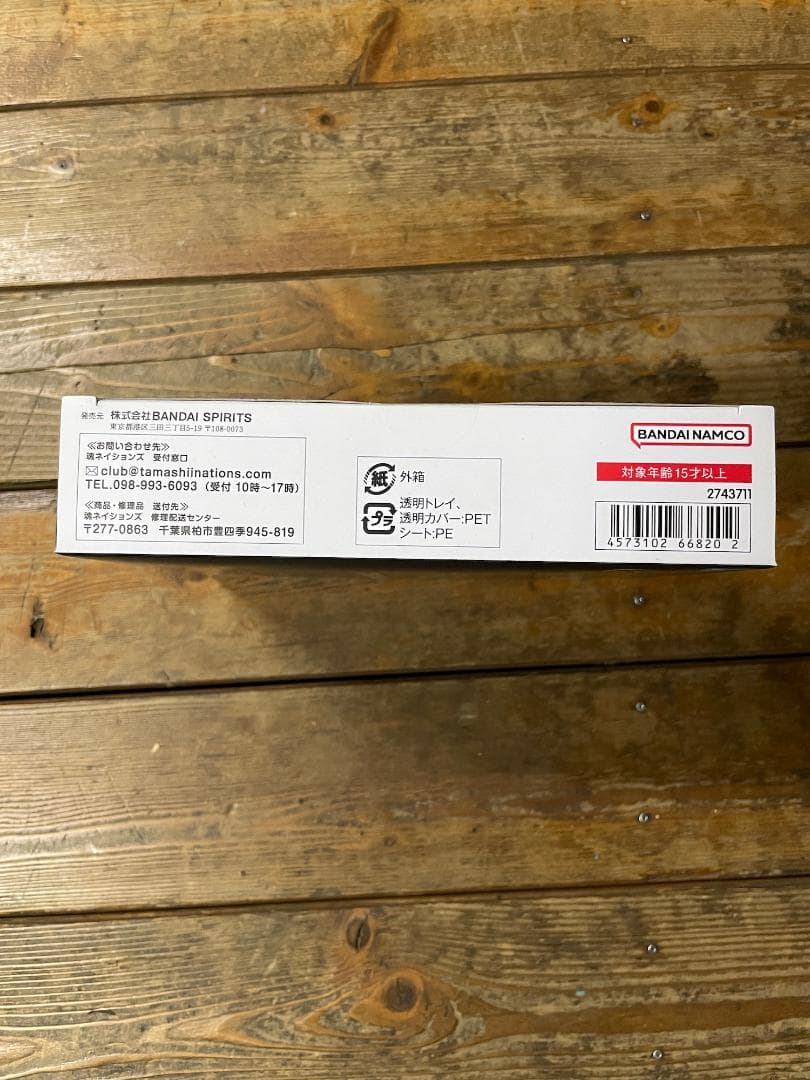 発売元 株式会社BANDAI SPIRITS
東京都港区三田三丁目5-19 〒108-0073
≪お問い合わせ先≫
魂ネイションズ 受付窓口
club@tamashiinations.com
TEL.098-993-6093（受付 10時〜17時）
≪商品・修理品 送付先≫
魂ネイションズ 修理配送センター
〒277-0863 千葉県柏市豊四季945-819
紙 外箱
プラ 透明トレイ、
透明カバー:PET
シート:PE
BANDAI NAMCO
対象年齢15才以上
2743711
4573102 66820 2